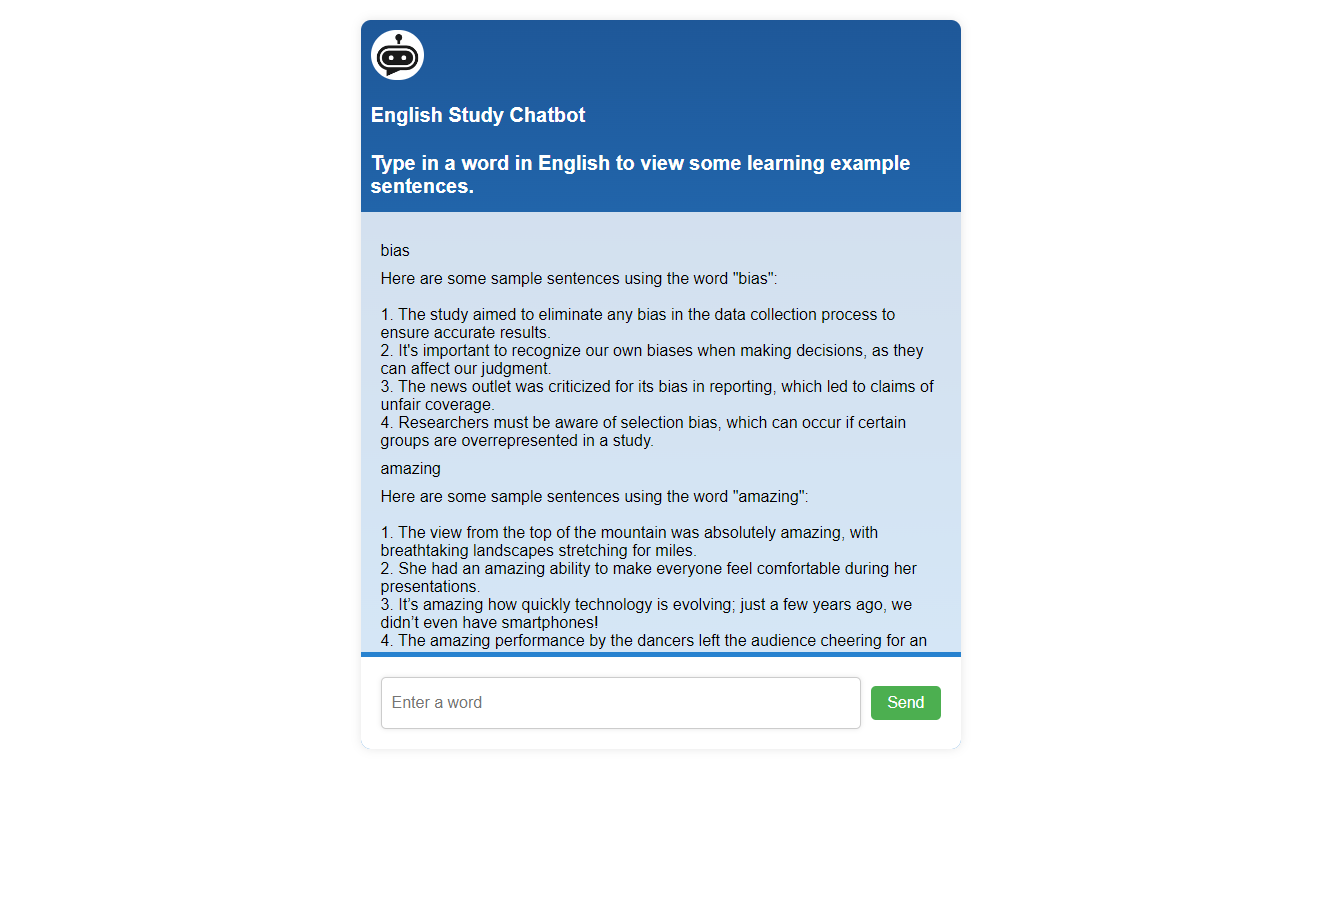 English Study Chatbot
Type in a word in English to view some learning example
sentences.
bias
Here are some sample sentences using the word "bias":
1. The study aimed to eliminate any bias in the data collection process to
ensure accurate results.
2. It's important to recognize our own biases when making decisions, as they
can affect our judgment.
3. The news outlet was criticized for its bias in reporting, which led to claims of
unfair coverage.
4. Researchers must be aware of selection bias, which can occur if certain
groups are overrepresented in a study.
amazing
Here are some sample sentences using the word "amazing":
1. The view from the top of the mountain was absolutely amazing, with
breathtaking landscapes stretching for miles.
2. She had an amazing ability to make everyone feel comfortable during her
presentations.
3. It’s amazing how quickly technology is evolving; just a few years ago, we
didn’t even have smartphones!
4. The amazing performance by the dancers left the audience cheering for an
Enter a word
Send